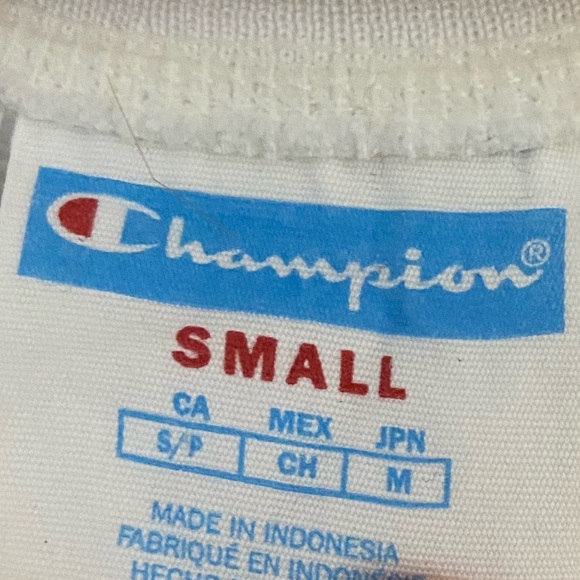 Champion®
SMALL
CA MEX JPN
S/P CH M
MADE IN INDONESIA
FABRIQUÉ EN